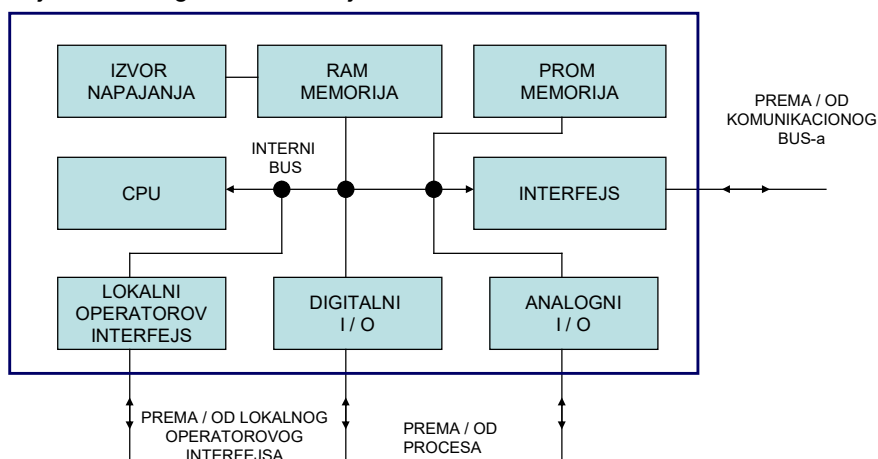 IZVOR
NAPAJANJA
RAM
MEMORIJA
PROM
MEMORIJA
PREMA / OD
KOMUNIKACIONOG
BUS-a
INTERNI
BUS
CPU
INTERFEJS
LOKALNI
OPERATOROV
INTERFEJS
DIGITALNI
I / O
ANALOGNI
I / O
PREMA / OD LOKALNOG
OPERATOROVOG
INTERFEJSA
PREMA / OD
PROCESA